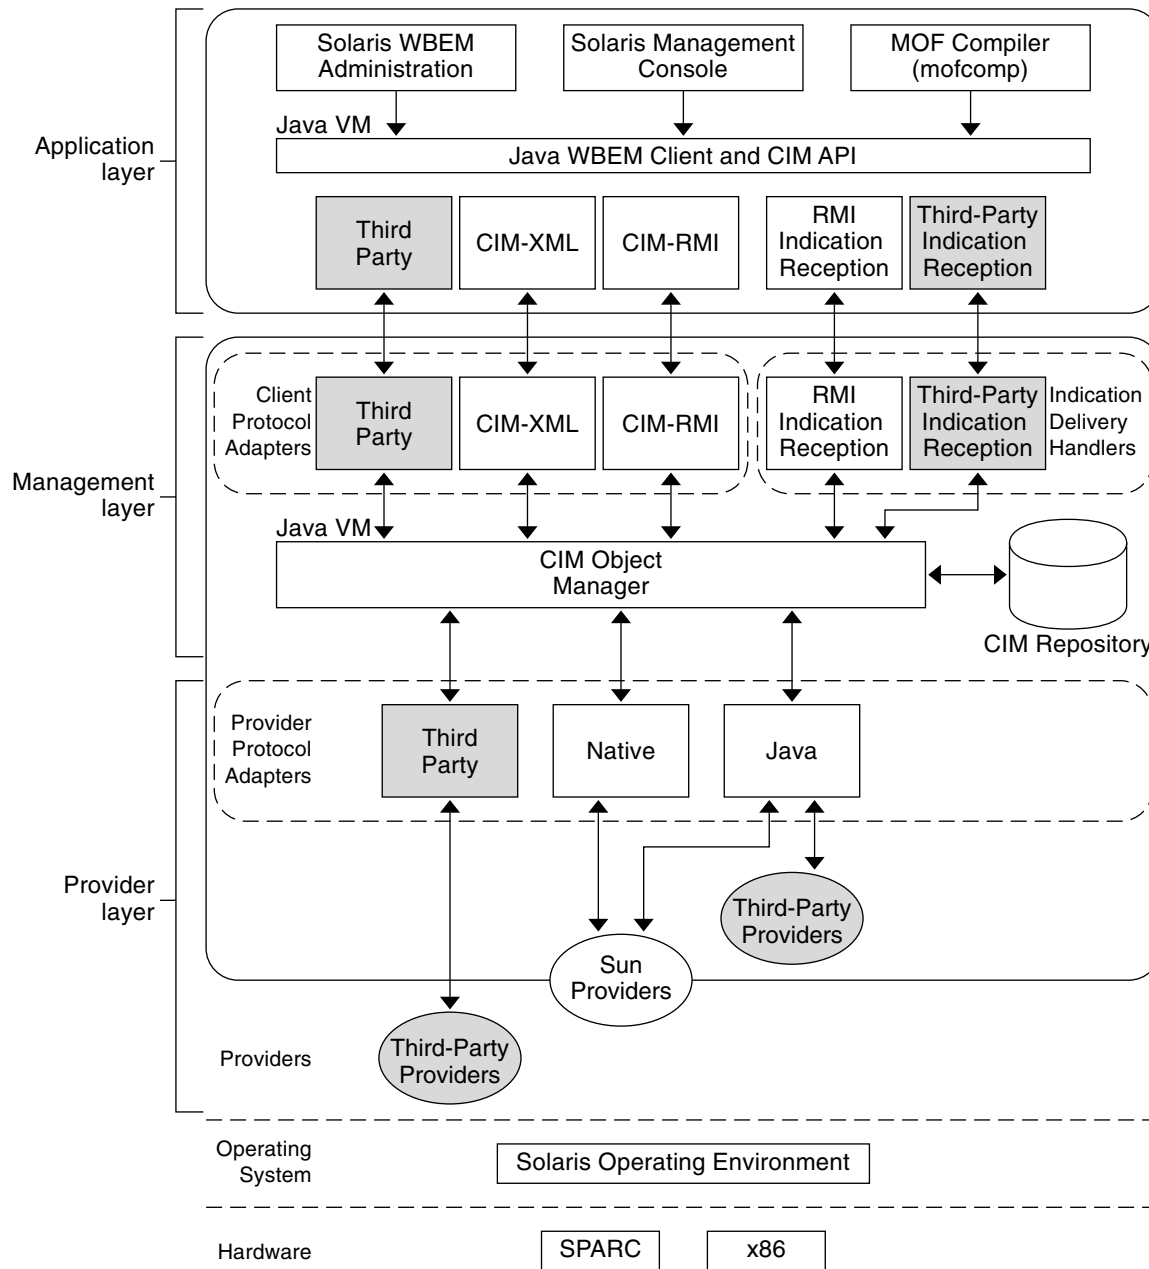 Solaris WBEM
Administration
Solaris Management
Console
MOF Compiler
(mofcomp)
Java VM
Application
layer
Java WBEM Client and CIM API
Third
Party
CIM-XML
CIM-RMI
RMI
Indication
Reception
Third-Party
Indication
Reception
Management
layer
Client
Protocol
Adapters
Third
Party
CIM-XML
CIM-RMI
RMI
Indication
Reception
Third-Party
Indication
Reception
Indication
Delivery
Handlers
Java VM
CIM Object
Manager
CIM Repository
Provider
layer
Provider
Protocol
Adapters
Third
Party
Native
Java
Third-Party
Providers
Sun
Providers
Providers
Third-Party
Providers
Operating
System
Solaris Operating Environment
Hardware
SPARC
x86